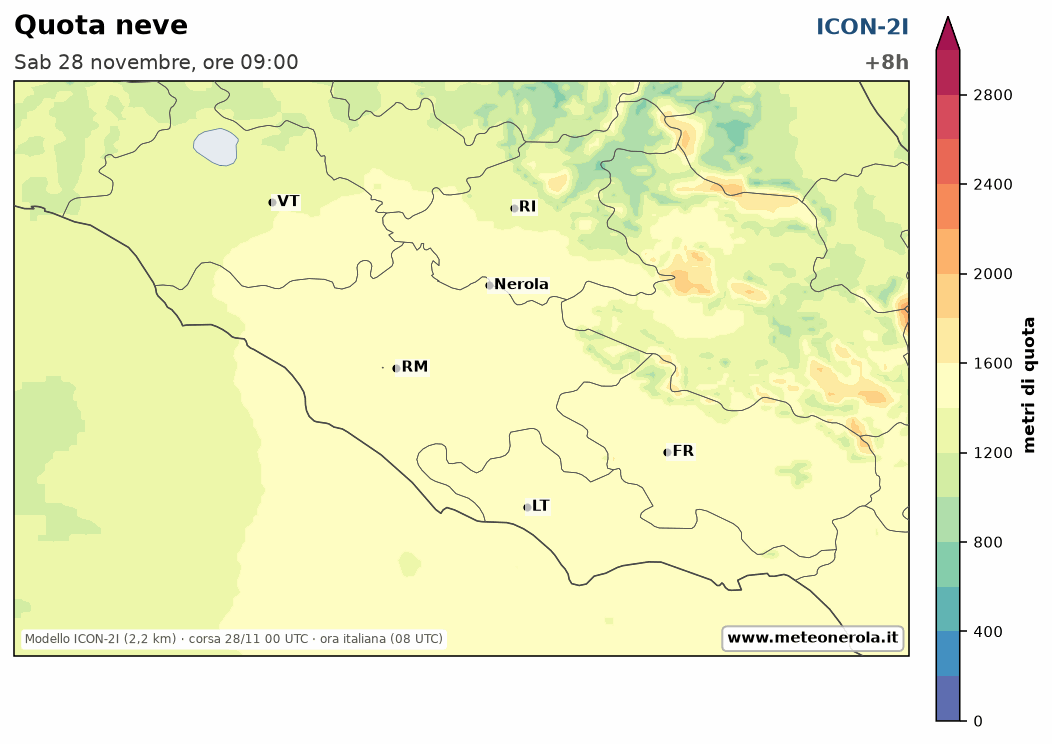 Quota neve
ICON-2I
Sab 28 novembre, ore 09:00
+8h
VT
RI
Nerola
RM
FR
LT
Modello ICON-2I (2,2 km) · corsa 28/11 00 UTC · ora italiana (08 UTC)
www.meteonerola.it
2800
2400
2000
1600
1200
800
400
0
metri di quota